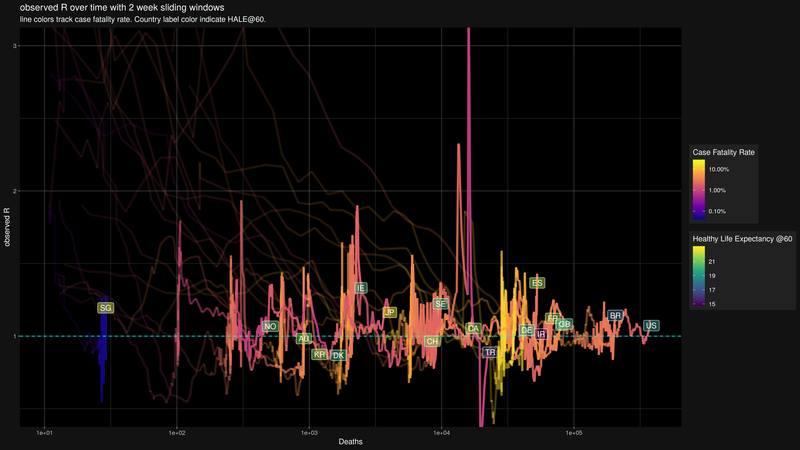 observed R over time with 2 week sliding windows
line colors track case fatality rate. Country label color indicate HALE@60.
3
2
1
observed R
SG
NO
AU
KR
DK
IE
JP
SE
CH
CA
TR
ES
FR
GB
DE
IR
BR
US
1e+01
1e+02
1e+03
1e+04
1e+05
Deaths
Case Fatality Rate
10.00%
1.00%
0.10%
Healthy Life Expectancy @60
21
19
17
15